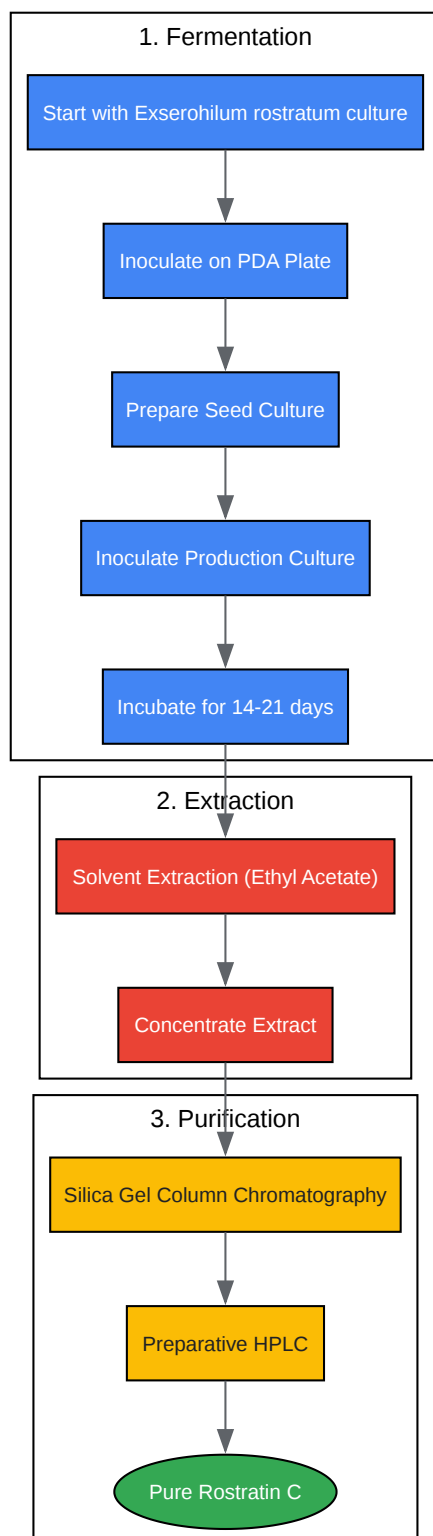 1. Fermentation
Start with Exserohilum rostratum culture
Inoculate on PDA Plate
Prepare Seed Culture
Inoculate Production Culture
Incubate for 14-21 days
2. Extraction
Solvent Extraction (Ethyl Acetate)
Concentrate Extract
3. Purification
Silica Gel Column Chromatography
Preparative HPLC
Pure Rostratin C